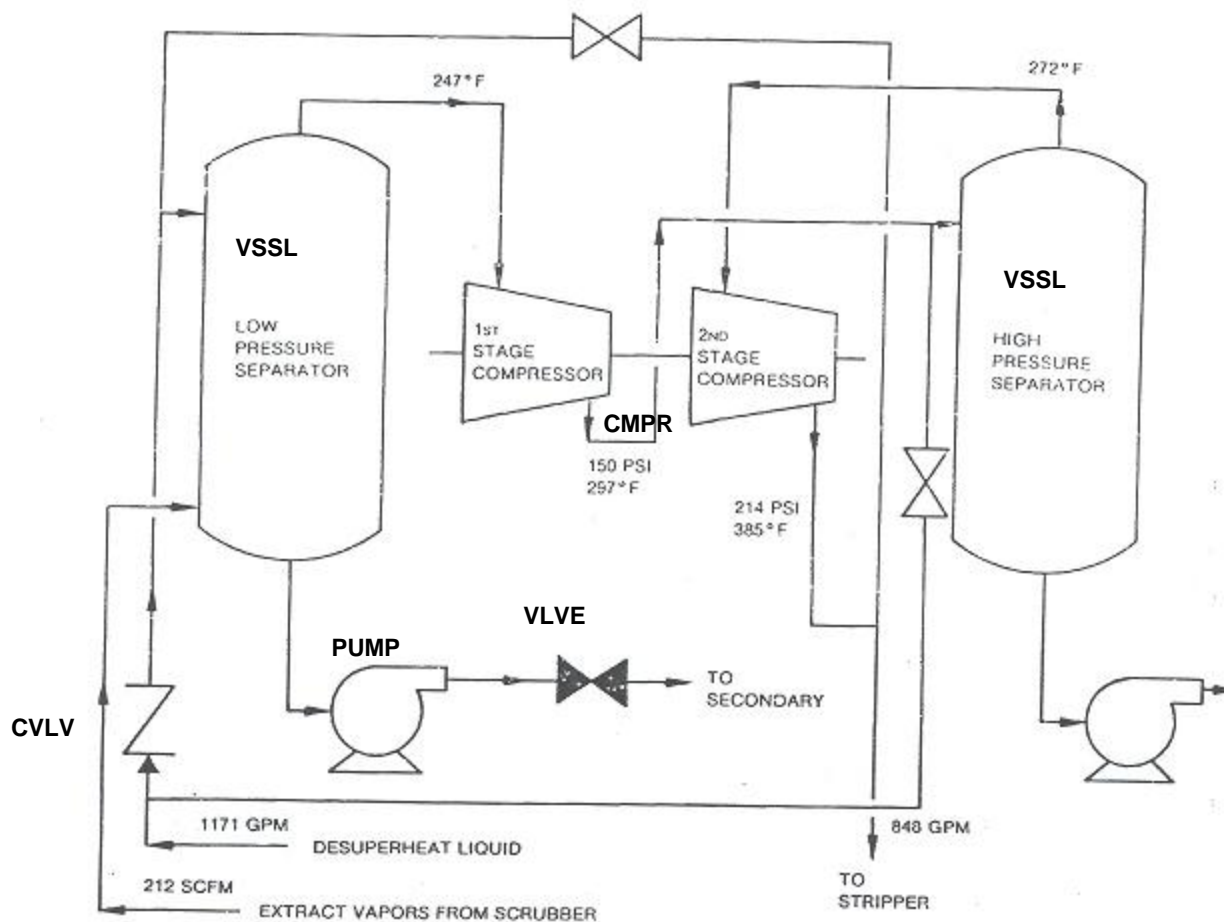 247°F
272°F
VSSL
VSSL
LOW
PRESSURE
SEPARATOR
1ST
STAGE
COMPRESSOR
2ND
STAGE
COMPRESSOR
HIGH
PRESSURE
SEPARATOR
CMPR
150 PSI
297°F
214 PSI
385°F
VLVE
PUMP
TO
SECONDARY
CVLV
1171 GPM
848 GPM
DESUPERHEAT LIQUID
212 SCFM
TO
STRIPPER
EXTRACT VAPORS FROM SCRUBBER